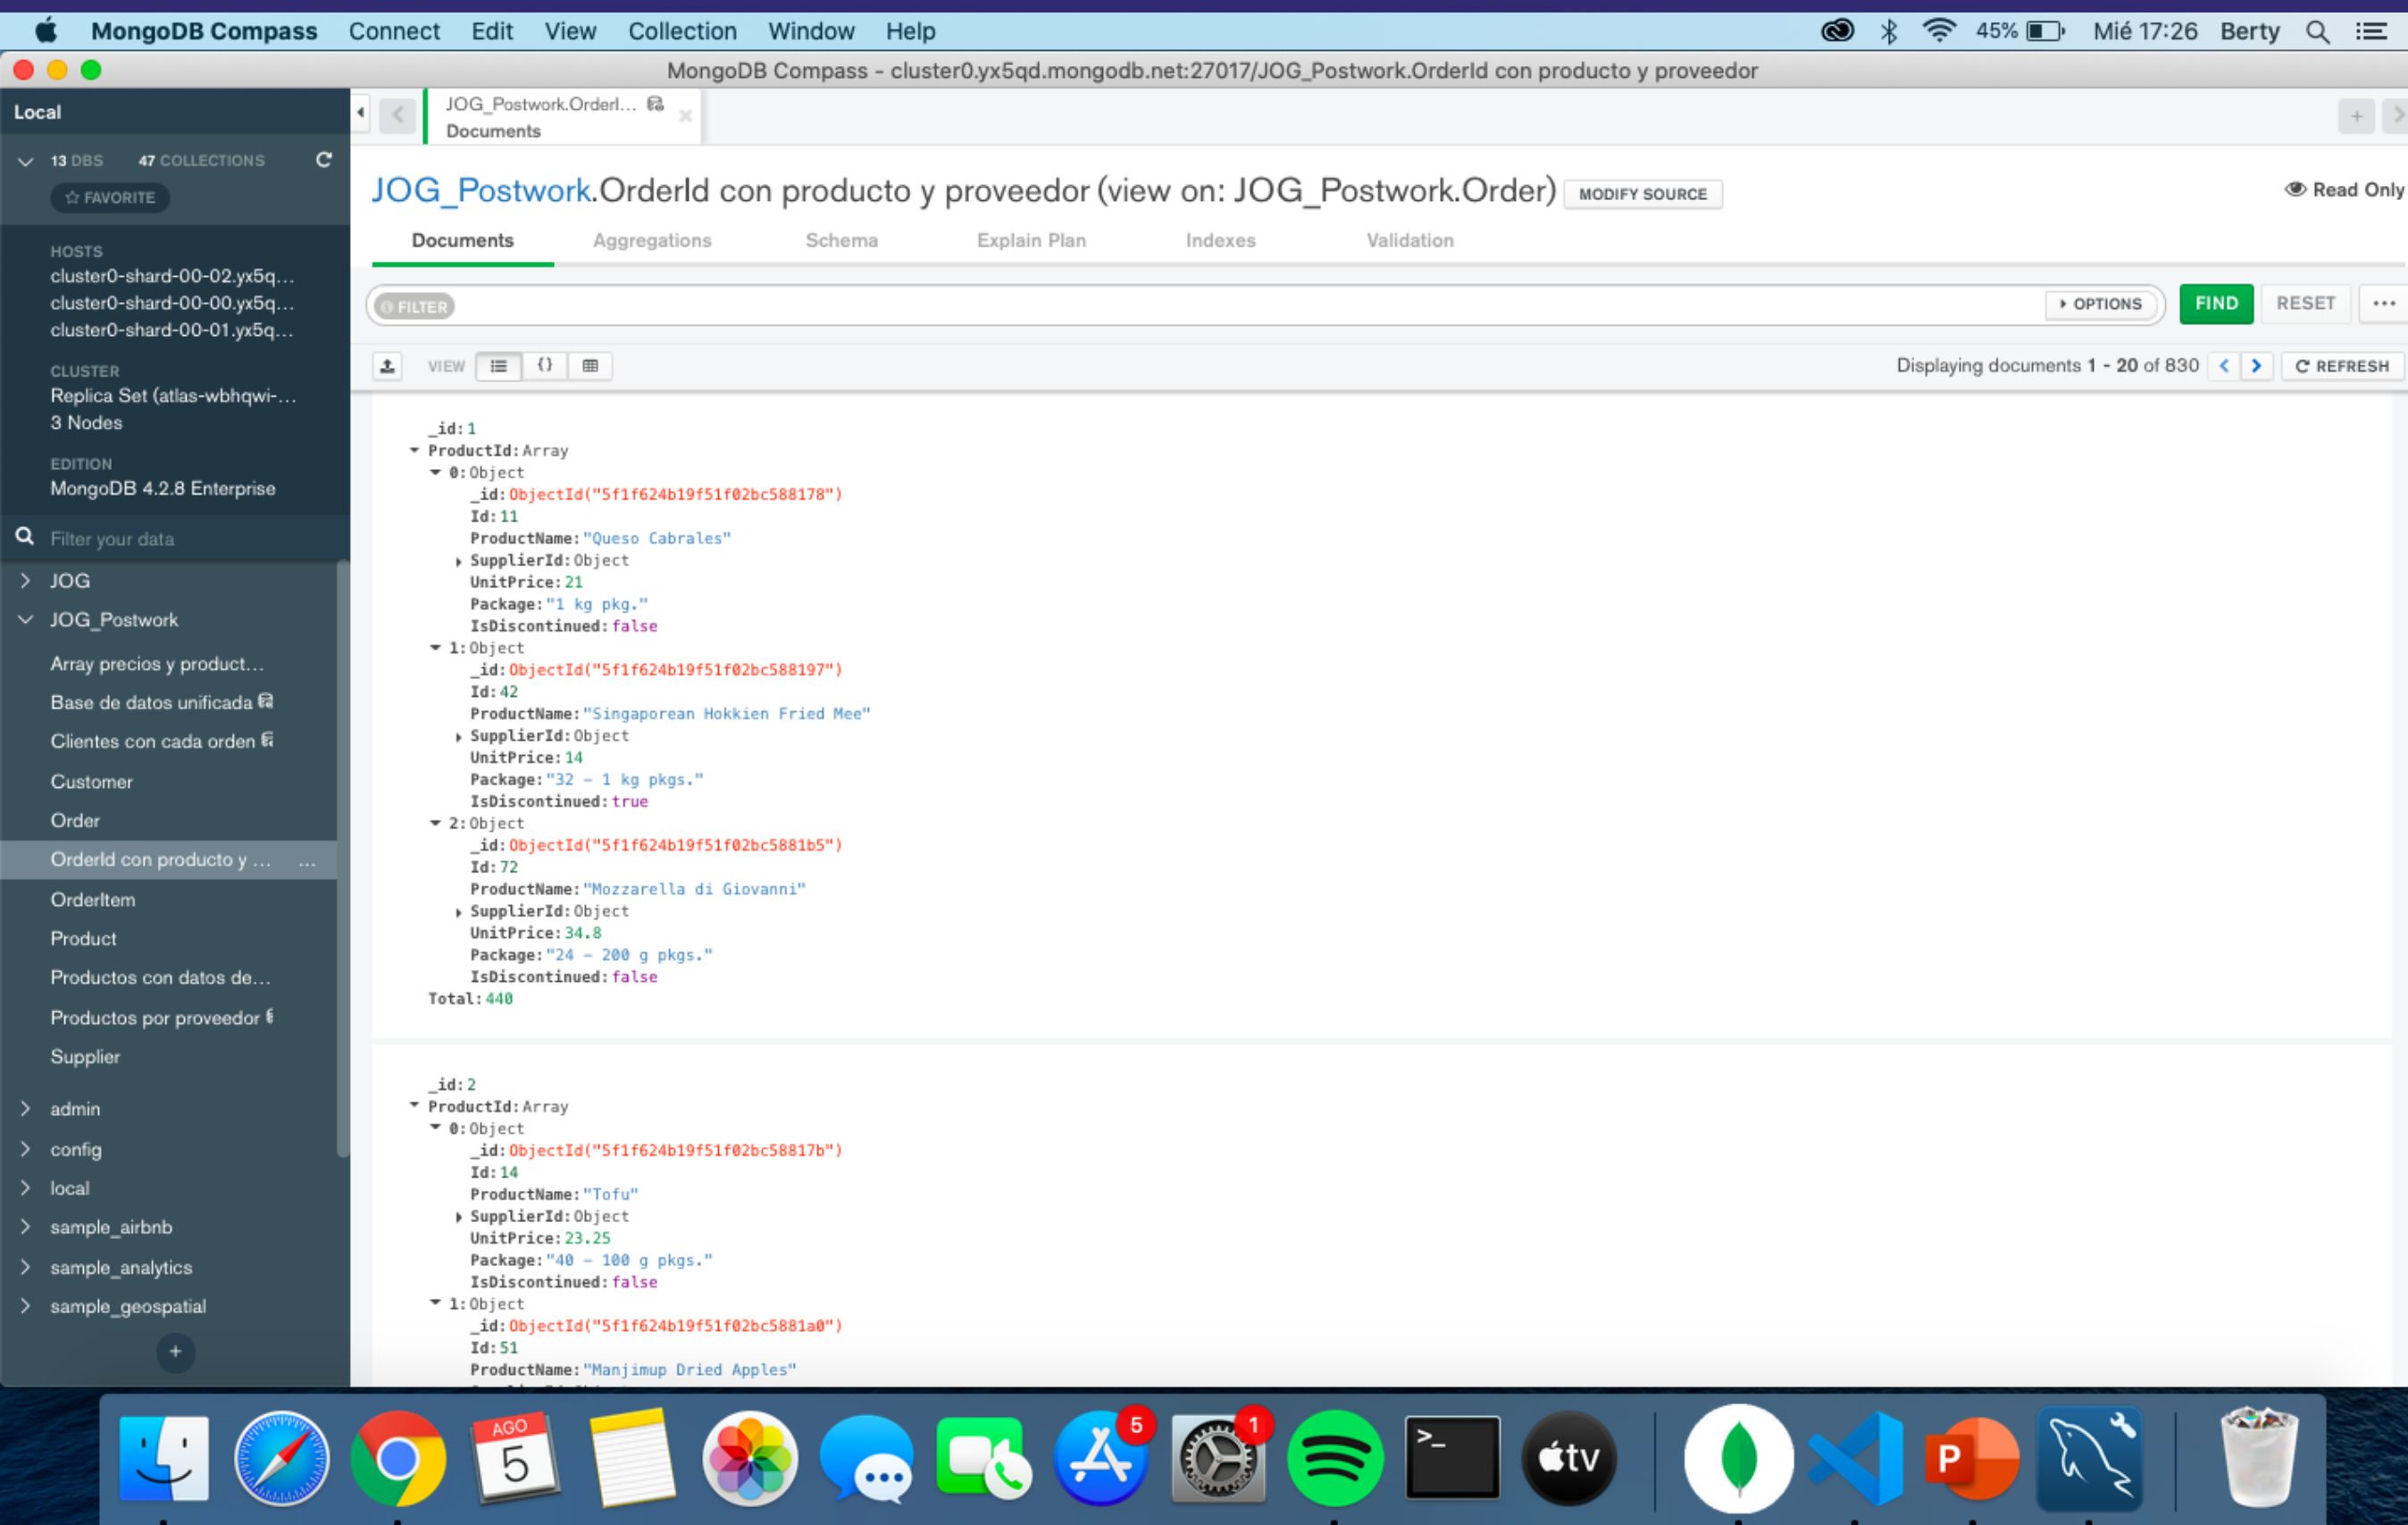 MongoDB Compass Connect Edit View Collection Window Help 45% Mié 17:26 Berty
MongoDB Compass - cluster0.yx5qd.mongodb.net:27017/JOG_Postwork.OrderId con producto y proveedor
Local
13 DBS 47 COLLECTIONS
FAVORITE
HOSTS
cluster0-shard-00-02.yx5q...
cluster0-shard-00-00.yx5q...
cluster0-shard-00-01.yx5q...
CLUSTER
Replica Set (atlas-wbhqwi-...
3 Nodes
EDITION
MongoDB 4.2.8 Enterprise
Filter your data
JOG
JOG_Postwork
Array precios y product...
Base de datos unificada
Clientes con cada orden
Customer
Order
OrderId con producto y ... ...
OrderItem
Product
Productos con datos de...
Productos por proveedor
Supplier
admin
config
local
sample_airbnb
sample_analytics
sample_geospatial
+
JOG_Postwork.OrderI...
Documents
JOG_Postwork.OrderId con producto y proveedor (view on: JOG_Postwork.Order) MODIFY SOURCE Read Only
Documents Aggregations Schema Explain Plan Indexes Validation
FILTER OPTIONS FIND RESET ...
VIEW {} Displaying documents 1 - 20 of 830 < > REFRESH
_id:1
ProductId:Array
0:Object
_id:ObjectId("5f1f624b19f51f02bc588178")
Id:11
ProductName:"Queso Cabrales"
SupplierId:Object
UnitPrice:21
Package:"1 kg pkg."
IsDiscontinued:false
1:Object
_id:ObjectId("5f1f624b19f51f02bc588197")
Id:42
ProductName:"Singaporean Hokkien Fried Mee"
SupplierId:Object
UnitPrice:14
Package:"32 - 1 kg pkgs."
IsDiscontinued:true
2:Object
_id:ObjectId("5f1f624b19f51f02bc5881b5")
Id:72
ProductName:"Mozzarella di Giovanni"
SupplierId:Object
UnitPrice:34.8
Package:"24 - 200 g pkgs."
IsDiscontinued:false
Total:440
_id:2
ProductId:Array
0:Object
_id:ObjectId("5f1f624b19f51f02bc58817b")
Id:14
ProductName:"Tofu"
SupplierId:Object
UnitPrice:23.25
Package:"40 - 100 g pkgs."
IsDiscontinued:false
1:Object
_id:ObjectId("5f1f624b19f51f02bc5881a0")
Id:51
ProductName:"Manjimup Dried Apples"
AGO
5
5
1
>_
tv
P